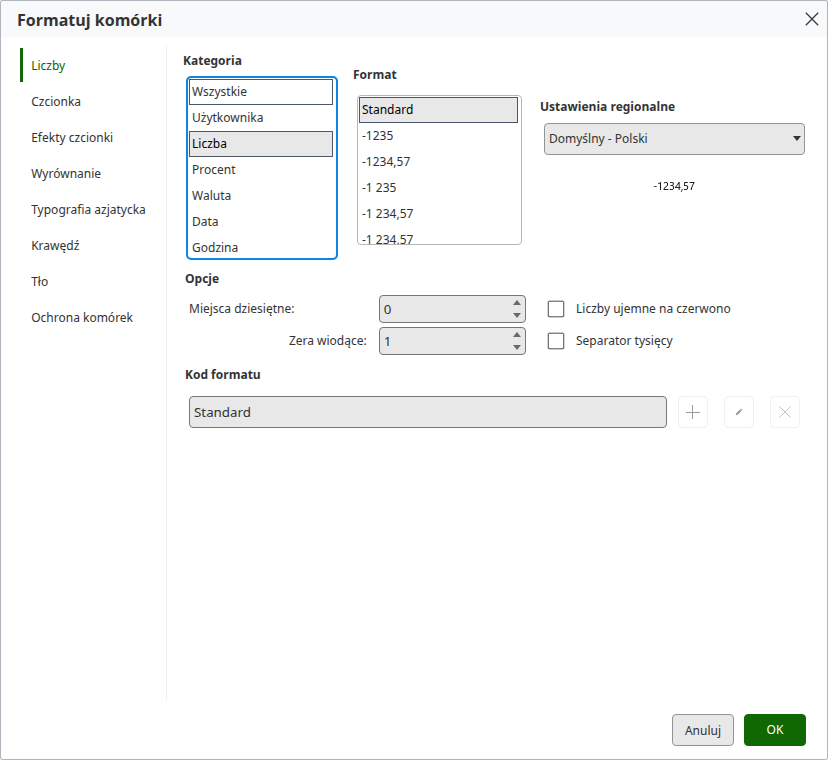 Formatuj komórki
Liczby
Czcionka
Efekty czcionki
Wyrównanie
Typografia azjatycka
Krawędź
Tło
Ochrona komórek
Kategoria
Wszystkie
Użytkownika
Liczba
Procent
Waluta
Data
Godzina
Format
Standard
-1235
-1234,57
-1 235
-1 234,57
-1 234,57
Ustawienia regionalne
Domyślny - Polski
-1234,57
Opcje
Miejsca dziesiętne: 0
Liczby ujemne na czerwono
Zera wiodące: 1
Separator tysięcy
Kod formatu
Standard
Anuluj
OK